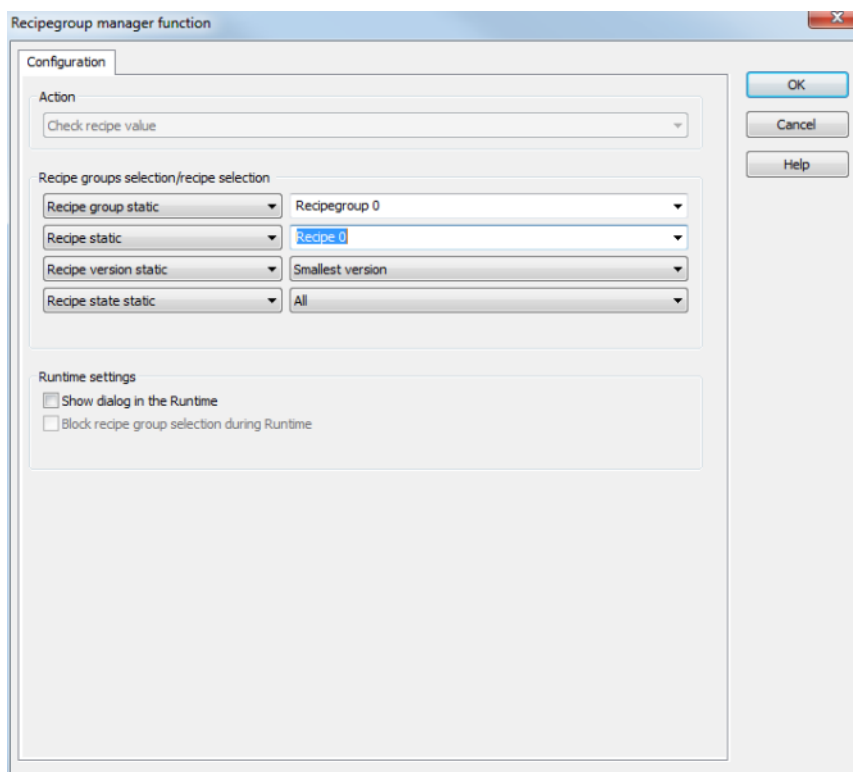 Recipegroup manager function
Configuration
OK
Action
Check recipe value
Cancel
Help
Recipe groups selection/recipe selection
Recipe group static Recipegroup 0
Recipe static Recipe 0
Recipe version static Smallest version
Recipe state static All
Runtime settings
Show dialog in the Runtime
Block recipe group selection during Runtime